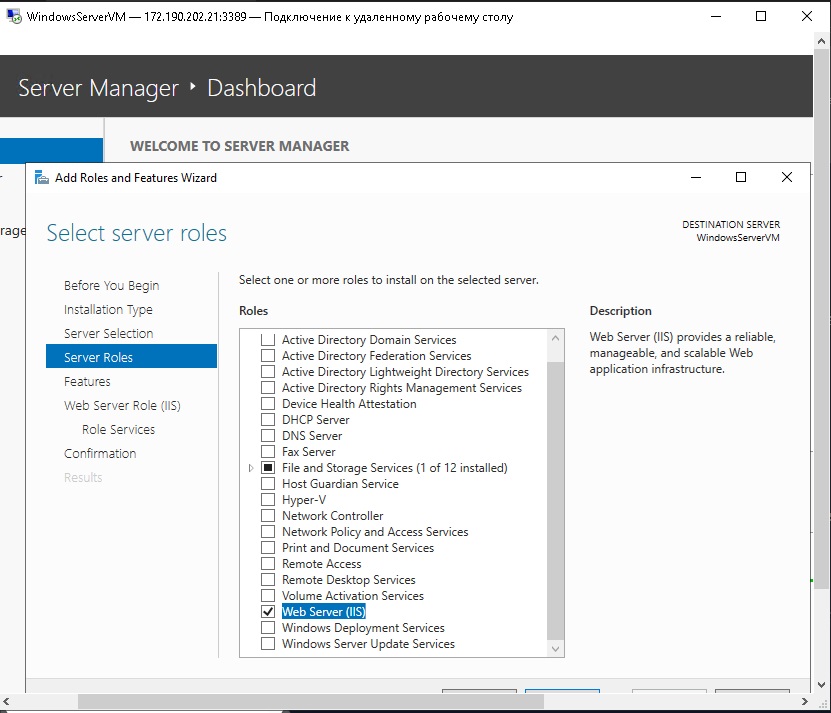 WindowsServerVM — 172.190.202.21:3389 — Подключение к удаленному рабочему столу
Server Manager ‣ Dashboard
WELCOME TO SERVER MANAGER
Add Roles and Features Wizard
Select server roles
DESTINATION SERVER
WindowsServerVM
Before You Begin
Installation Type
Server Selection
Server Roles
Features
Web Server Role (IIS)
Role Services
Confirmation
Results
Select one or more roles to install on the selected server.
Roles
Active Directory Domain Services
Active Directory Federation Services
Active Directory Lightweight Directory Services
Active Directory Rights Management Services
Device Health Attestation
DHCP Server
DNS Server
Fax Server
File and Storage Services (1 of 12 installed)
Host Guardian Service
Hyper-V
Network Controller
Network Policy and Access Services
Print and Document Services
Remote Access
Remote Desktop Services
Volume Activation Services
Web Server (IIS)
Windows Deployment Services
Windows Server Update Services
Description
Web Server (IIS) provides a reliable,
manageable, and scalable Web
application infrastructure.